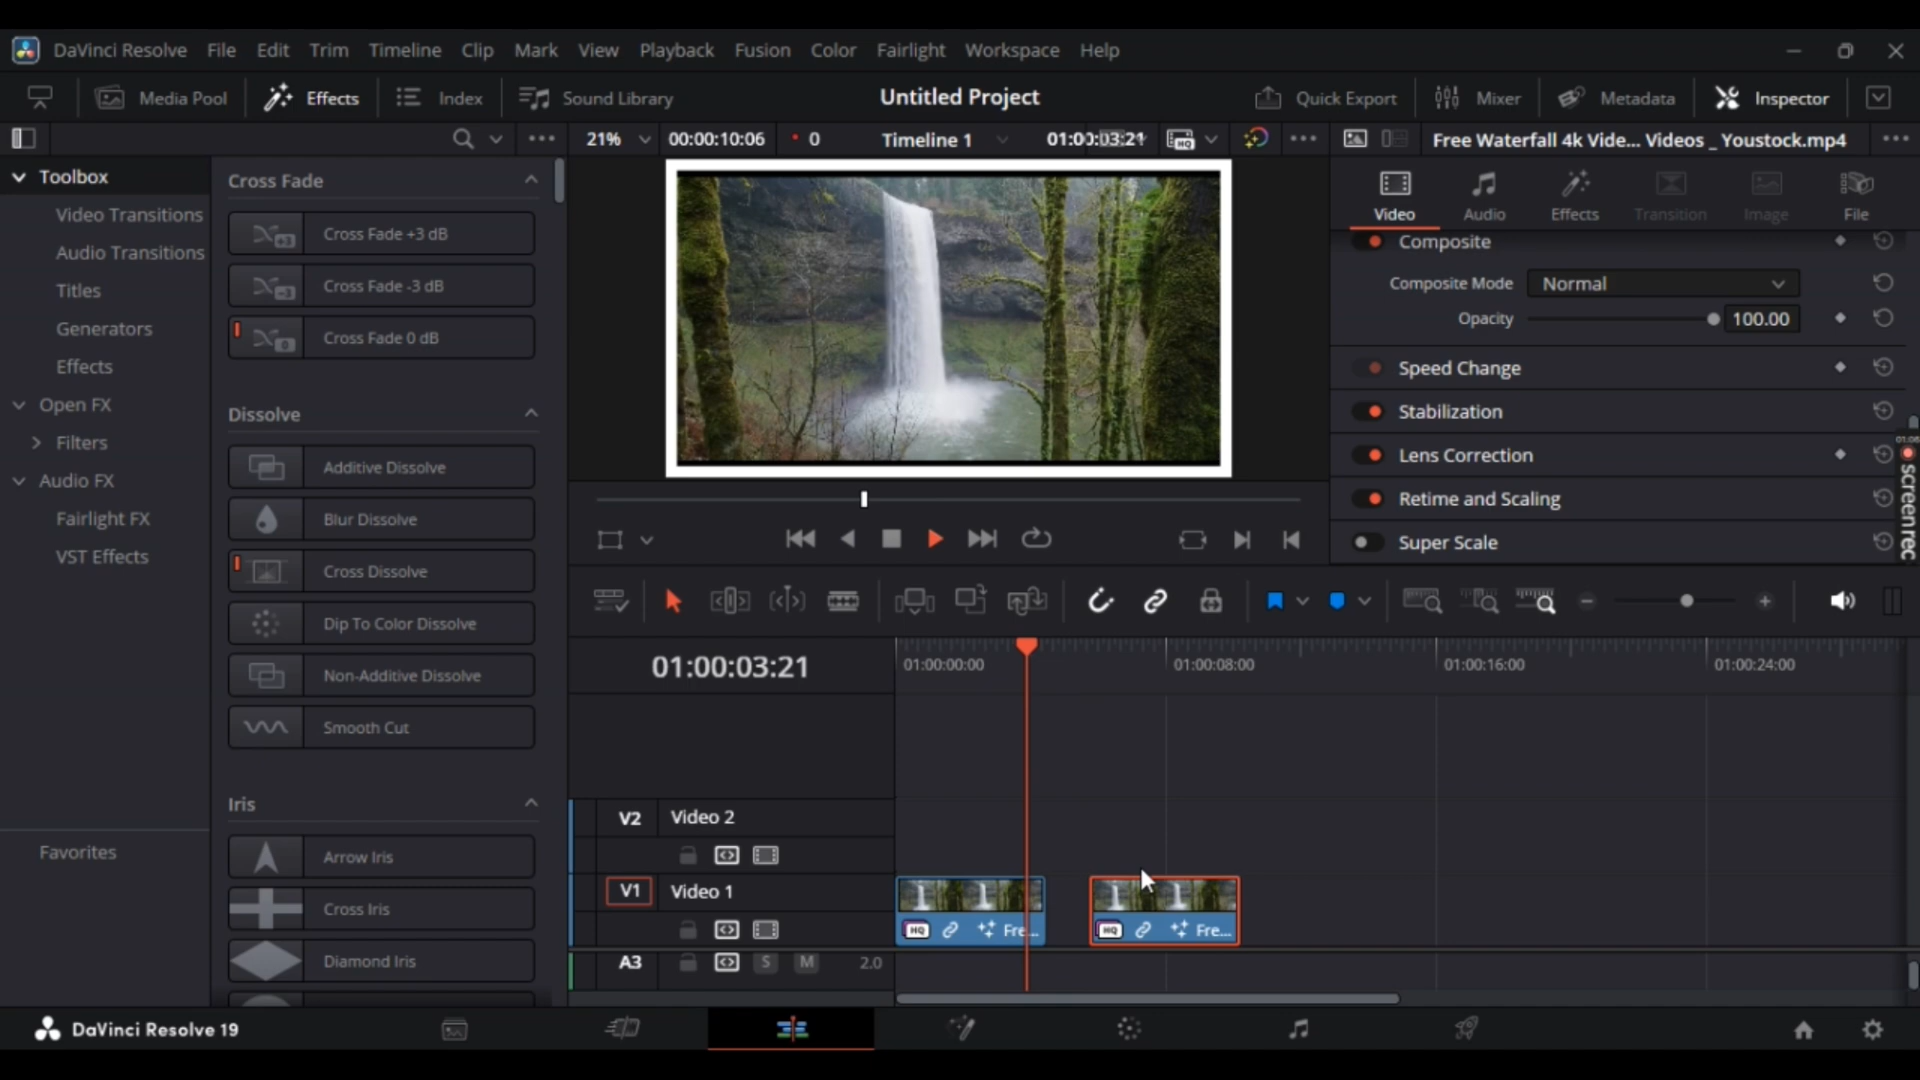 DaVinci Resolve File Edit Trim Timeline Clip Mark View Playback Fusion Color Fairlight Workspace Help
Media Pool Effects Index Sound Library Untitled Project Quick Export Mixer Metadata Inspector
21% 00:00:10:06 0 Timeline 1 01:00:03:21 Free Waterfall 4k Vide... Videos _ Youstock.mp4
Video Audio Effects Transition Image File
Toolbox
Video Transitions
Audio Transitions
Titles
Generators
Effects
Open FX
Filters
Audio FX
Fairlight FX
VST Effects
Favorites
Cross Fade
Cross Fade +3 dB
Cross Fade -3 dB
Cross Fade 0 dB
Dissolve
Additive Dissolve
Blur Dissolve
Cross Dissolve
Dip To Color Dissolve
Non-Additive Dissolve
Smooth Cut
Iris
Arrow Iris
Cross Iris
Diamond Iris
Composite
Composite Mode Normal
Opacity 100.00
Speed Change
Stabilization
Lens Correction
Retime and Scaling
Super Scale
screenrec
01:00:03:21
01:00:00:00 01:00:08:00 01:00:16:00 01:00:24:00
V2 Video 2
V1 Video 1
HQ Fre... HQ Fre...
A3 S M 2.0
DaVinci Resolve 19